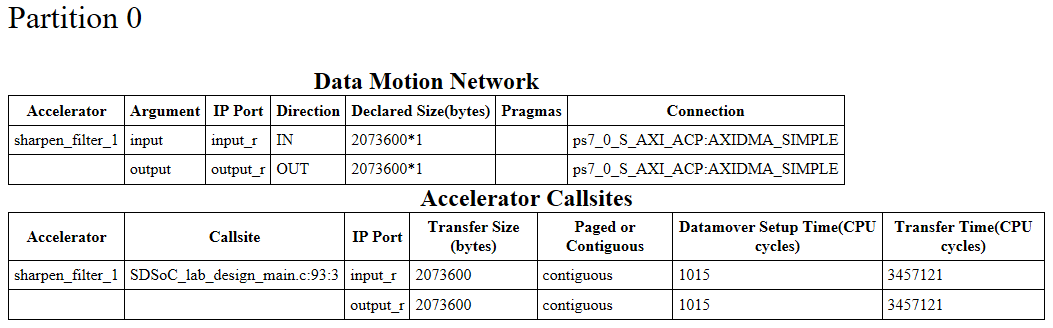 Partition 0
Data Motion Network
Accelerator Argument IP Port Direction Declared Size(bytes) Pragmas Connection
sharpen_filter_1 input input_r IN 2073600*1 ps7_0_S_AXI_ACP:AXIDMA_SIMPLE
output output_r OUT 2073600*1 ps7_0_S_AXI_ACP:AXIDMA_SIMPLE
Accelerator Callsites
Accelerator Callsite IP Port Transfer Size (bytes) Paged or Contiguous Datamover Setup Time(CPU cycles) Transfer Time(CPU cycles)
sharpen_filter_1 SDSoC_lab_design_main.c:93:3 input_r 2073600 contiguous 1015 3457121
output_r 2073600 contiguous 1015 3457121